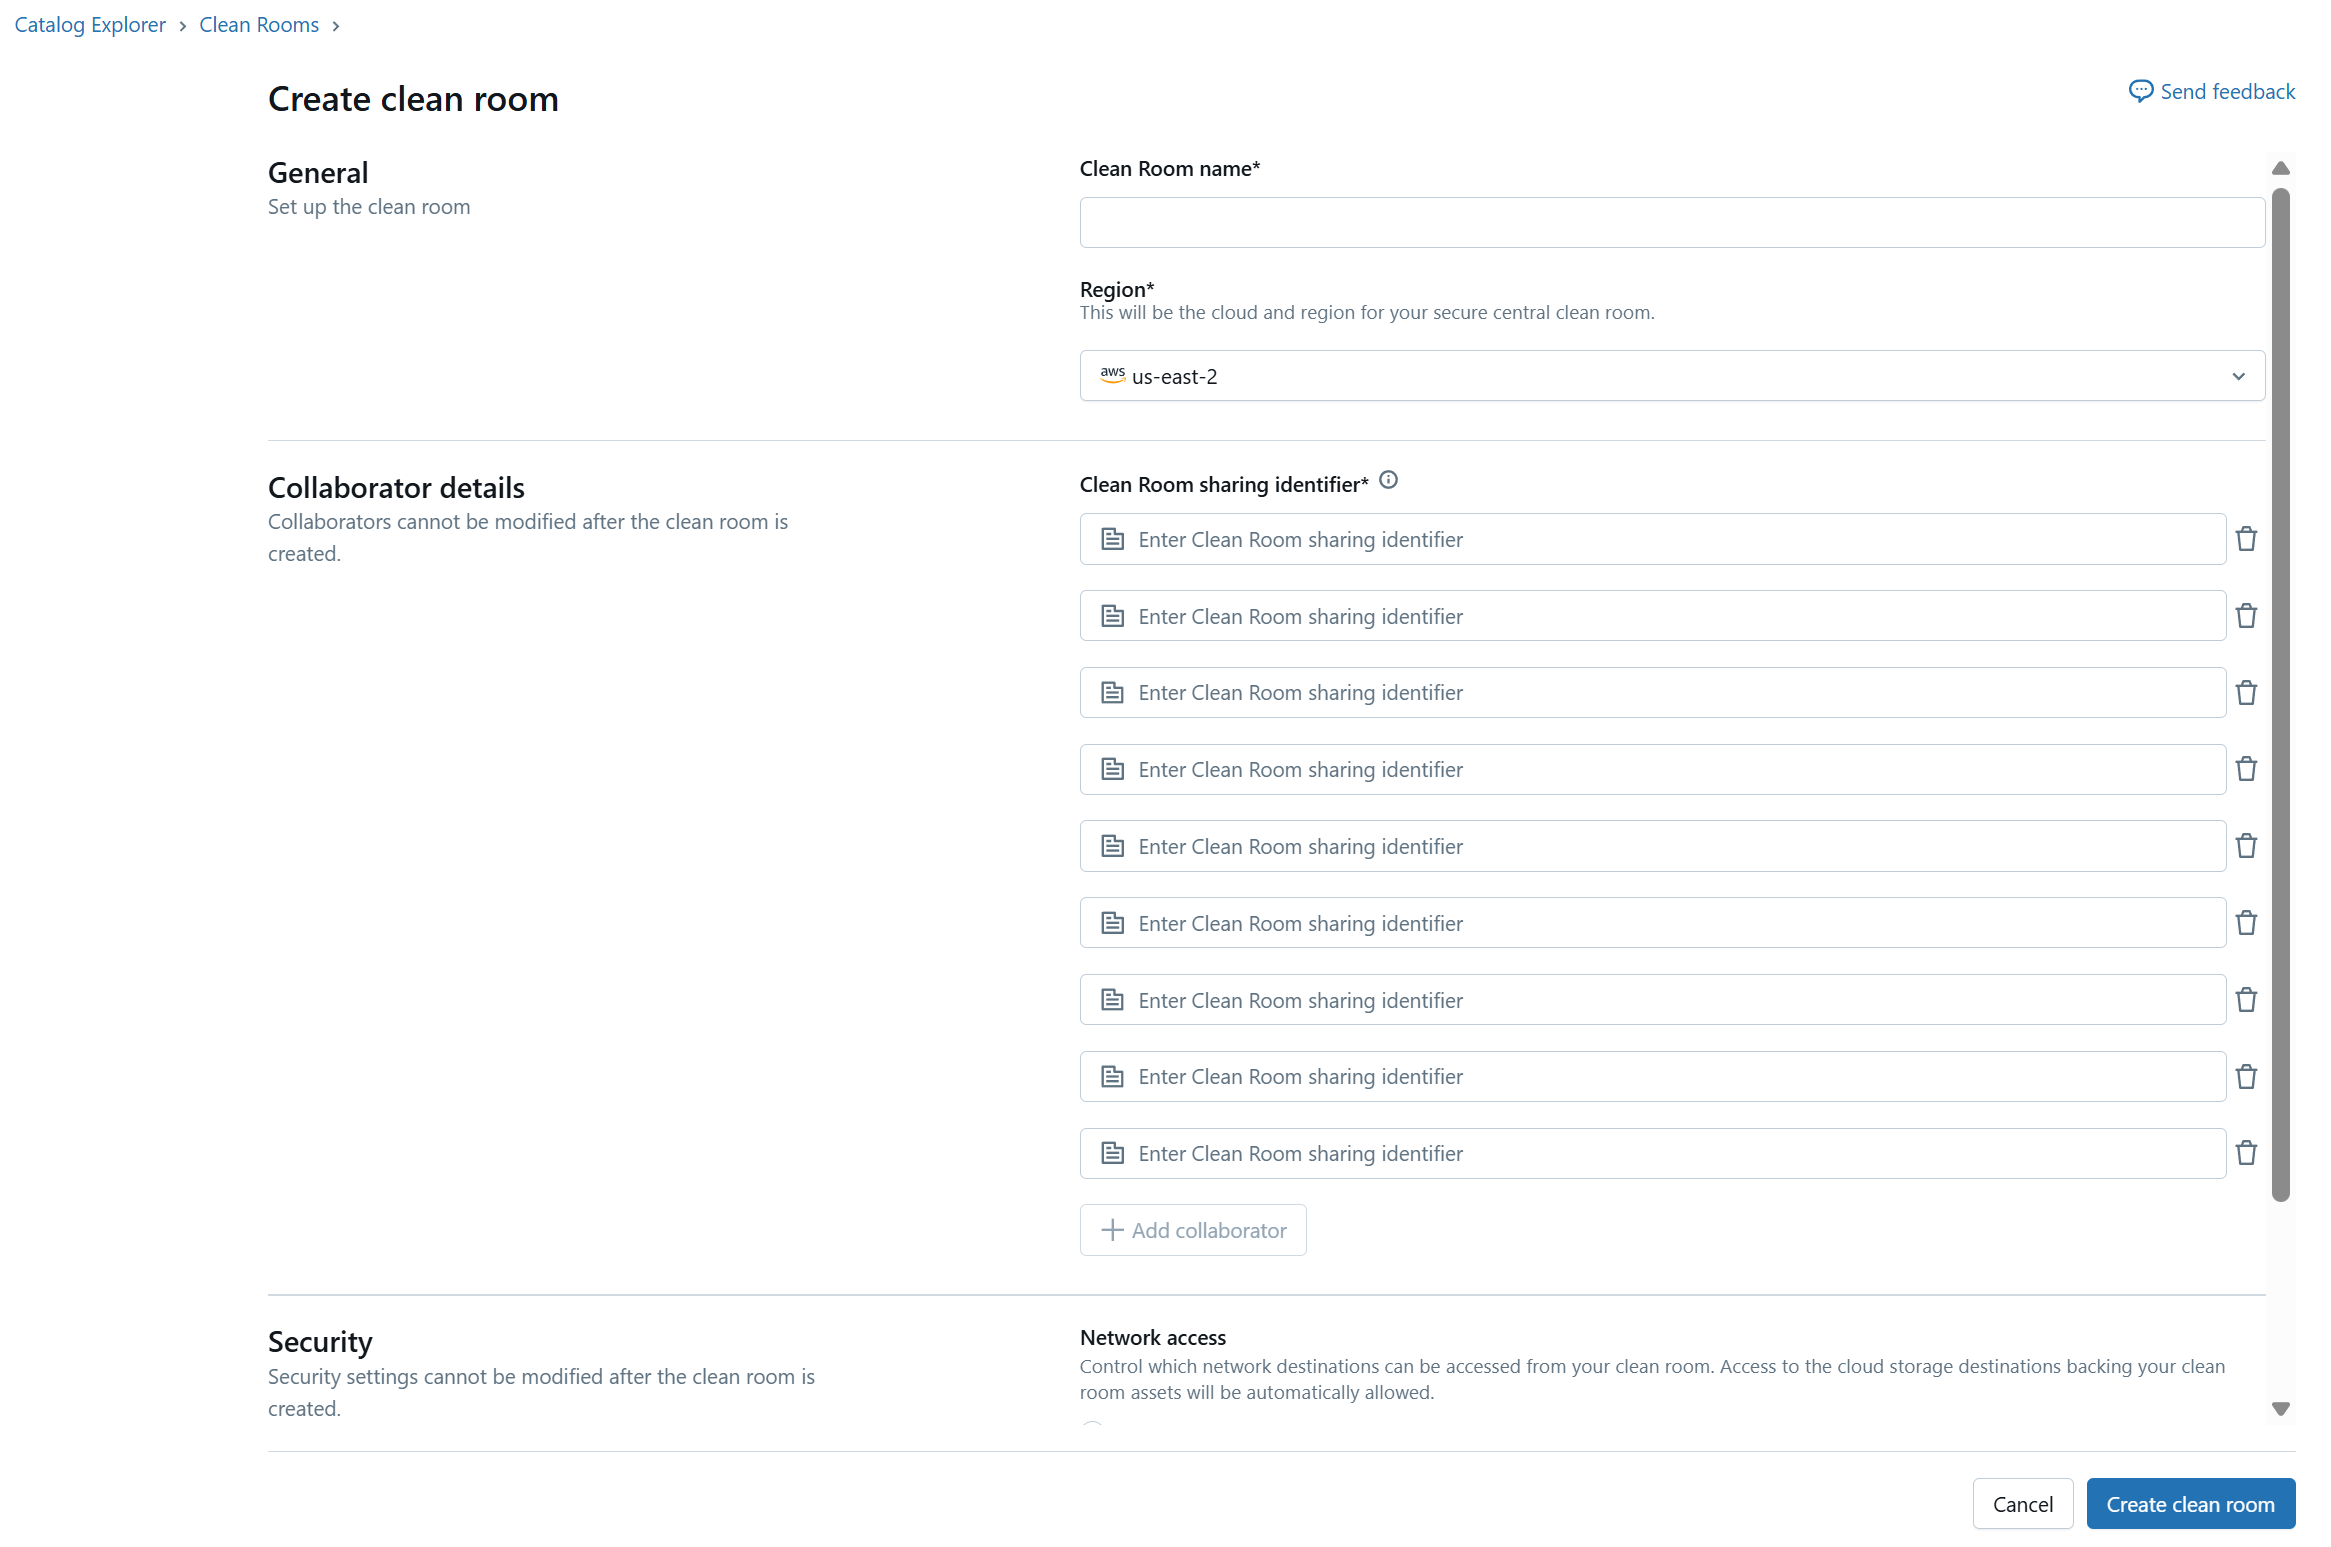 Catalog Explorer › Clean Rooms ›
Create clean room
Send feedback
General
Set up the clean room
Clean Room name*
Region*
This will be the cloud and region for your secure central clean room.
aws us-east-2
Collaborator details
Collaborators cannot be modified after the clean room is
created.
Clean Room sharing identifier*
Enter Clean Room sharing identifier
Enter Clean Room sharing identifier
Enter Clean Room sharing identifier
Enter Clean Room sharing identifier
Enter Clean Room sharing identifier
Enter Clean Room sharing identifier
Enter Clean Room sharing identifier
Enter Clean Room sharing identifier
Enter Clean Room sharing identifier
Add collaborator
Security
Security settings cannot be modified after the clean room is
created.
Network access
Control which network destinations can be accessed from your clean room. Access to the cloud storage destinations backing your clean
room assets will be automatically allowed.
Cancel
Create clean room